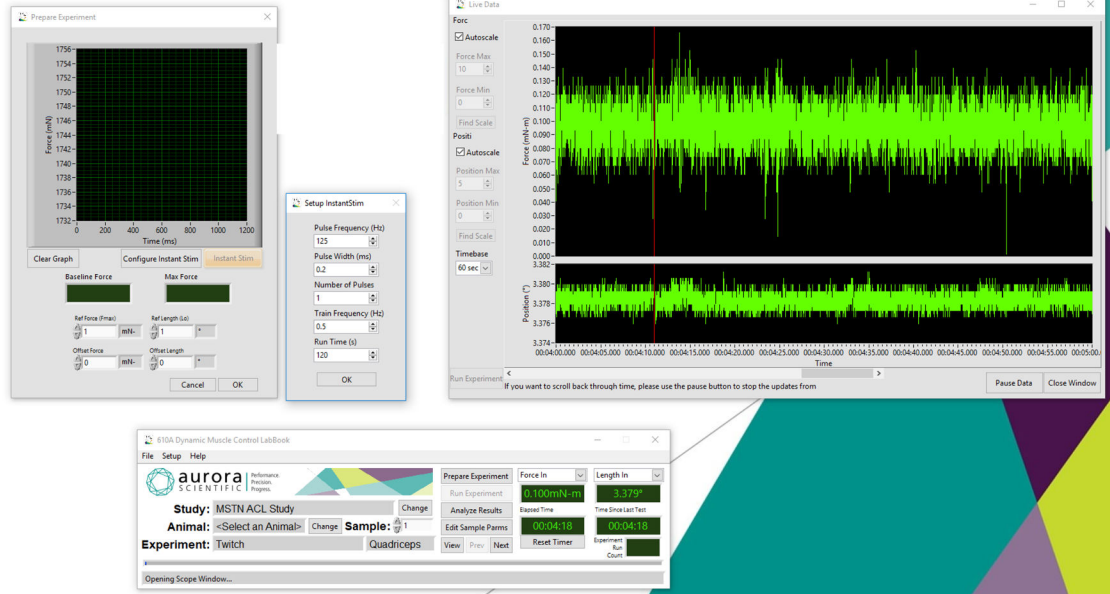 Prepare Experiment
1756
1754
1752
1750
1748
1746
1744
1742
1740
1738
1736
1734
1732
Force (mN)
0 200 400 600 800 1000 1200
Time (ms)
Clear Graph Configure Instant Stim Instant Stim
Baseline Force Max Force
Ref Force (Fmax) Ref Length (Lo)
1 mN- 1 °
Offset Force Offset Length
0 mN- 0 °
Cancel OK
Setup InstantStim
Pulse Frequency (Hz)
125
Pulse Width (ms)
0.2
Number of Pulses
1
Train Frequency (Hz)
0.5
Run Time (s)
120
OK
Live Data
Forc
Autoscale
Force Max
10
Force Min
0
Find Scale
Positi
Autoscale
Position Max
5
Position Min
0
Find Scale
Timebase
60 sec
Run Experiment
0.170
0.160
0.150
0.140
0.130
0.120
0.110
0.100
0.090
0.080
0.070
0.060
0.050
0.040
0.030
0.020
0.010
0.000
Force (mN-m)
3.382
3.380
3.378
3.376
3.374
Position (°)
00:04:00.000 00:04:05.000 00:04:10.000 00:04:15.000 00:04:20.000 00:04:25.000 00:04:30.000 00:04:35.000 00:04:40.000 00:04:45.000 00:04:50.000 00:04:55.000 00:05:00.
Time
If you want to scroll back through time, please use the pause button to stop the updates from
Pause Data Close Window
610A Dynamic Muscle Control LabBook
File Setup Help
aurora
SCIENTIFIC
Performance.
Precision.
Progress.
Study: MSTN ACL Study Change
Animal: <Select an Animal> Change Sample: 1
Experiment: Twitch Quadriceps
Prepare Experiment
Run Experiment
Analyze Results
Edit Sample Parms
View Prev Next
Force In Length In
0.100mN-m 3.379°
Elapsed Time Time Since Last Test
00:04:18 00:04:18
Reset Timer
Experiment
Run
Count
Opening Scope Window...